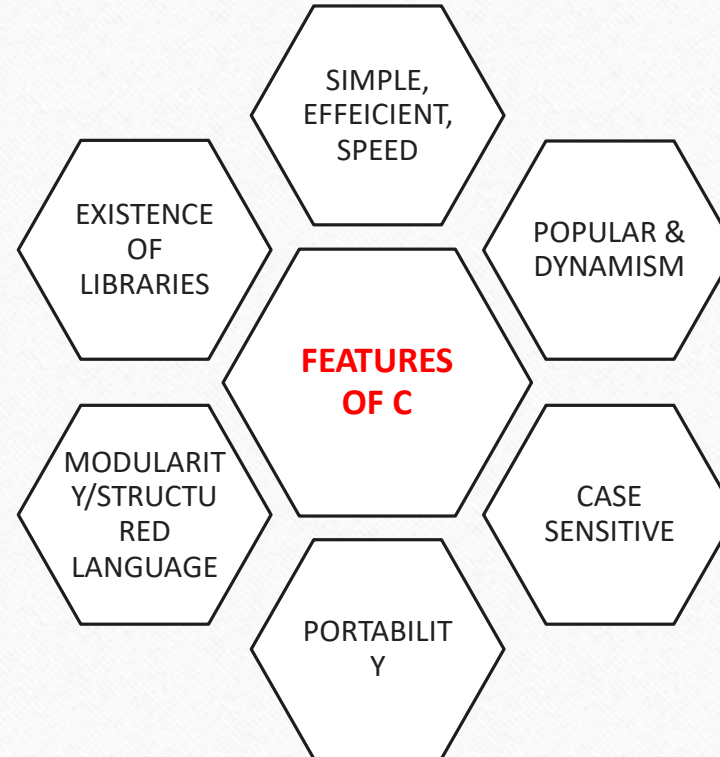 SIMPLE,
EFFEICIENT,
SPEED
EXISTENCE
OF
LIBRARIES
POPULAR &
DYNAMISM
FEATURES
OF C
MODULARIT
Y/STRUCTU
RED
LANGUAGE
CASE
SENSITIVE
PORTABILIT
Y